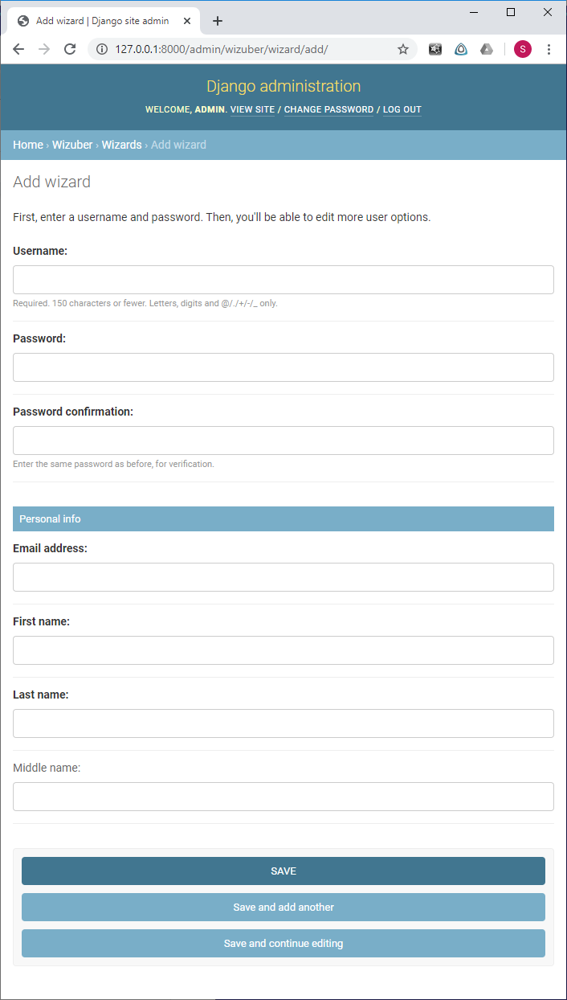 Add wizard | Django site admin
127.0.0.1:8000/admin/wizuber/wizard/add/
S
Django administration
WELCOME, ADMIN. VIEW SITE / CHANGE PASSWORD / LOG OUT
Home › Wizuber › Wizards › Add wizard
Add wizard
First, enter a username and password. Then, you'll be able to edit more user options.
Username:
Required. 150 characters or fewer. Letters, digits and @/./+/-/_ only.
Password:
Password confirmation:
Enter the same password as before, for verification.
Personal info
Email address:
First name:
Last name:
Middle name:
SAVE
Save and add another
Save and continue editing